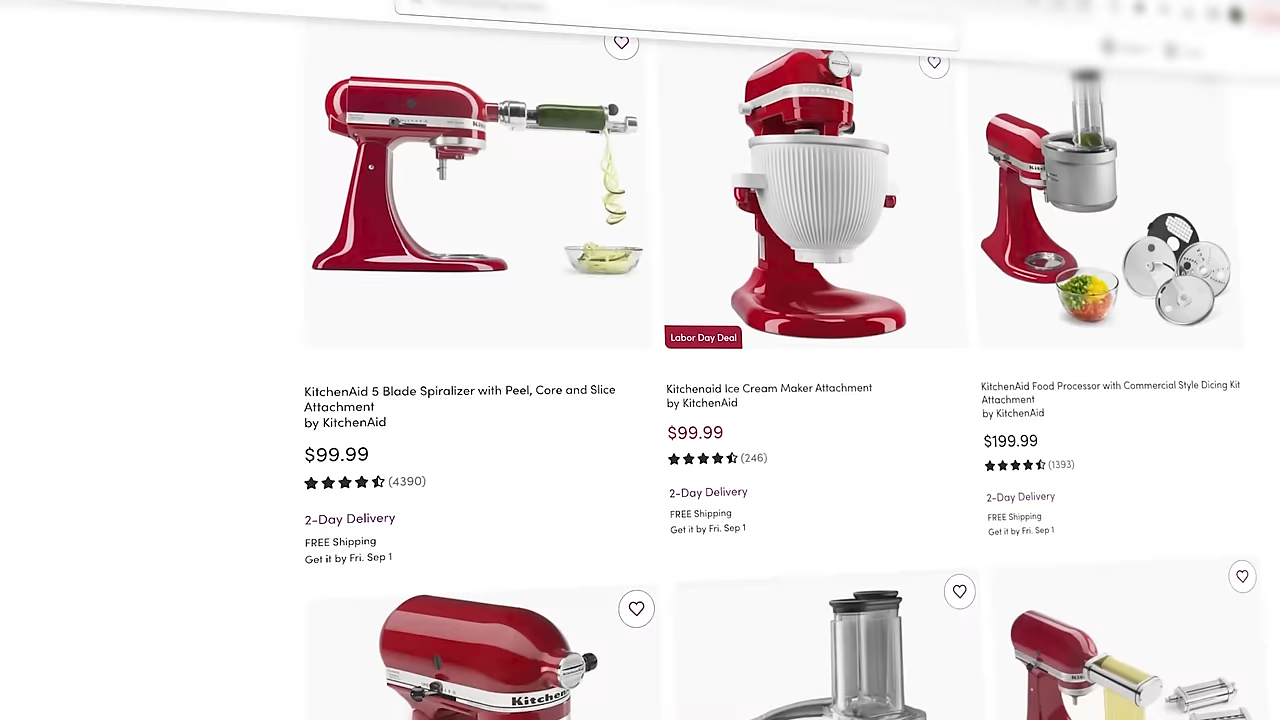 Labor Day Deal
KitchenAid 5 Blade Spiralizer with Peel, Core and Slice
Attachment
by KitchenAid
$99.99
(4390)
2-Day Delivery
FREE Shipping
Get it by Fri. Sep 1
Kitchenaid Ice Cream Maker Attachment
by KitchenAid
$99.99
(246)
2-Day Delivery
FREE Shipping
Get it by Fri. Sep 1
KitchenAid Food Processor with Commercial Style Dicing Kit
Attachment
by KitchenAid
$199.99
(1393)
2-Day Delivery
FREE Shipping
Get it by Fri. Sep 1
Kitchen